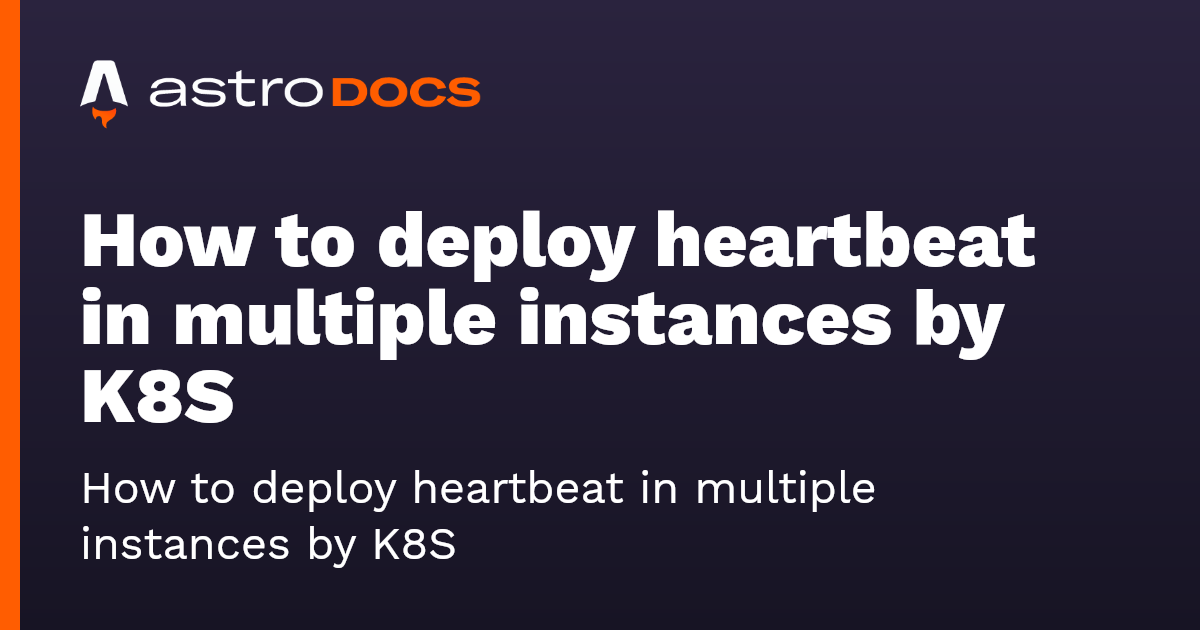 astro DOCS
How to deploy heartbeat
in multiple instances by
K8S
How to deploy heartbeat in multiple
instances by K8S